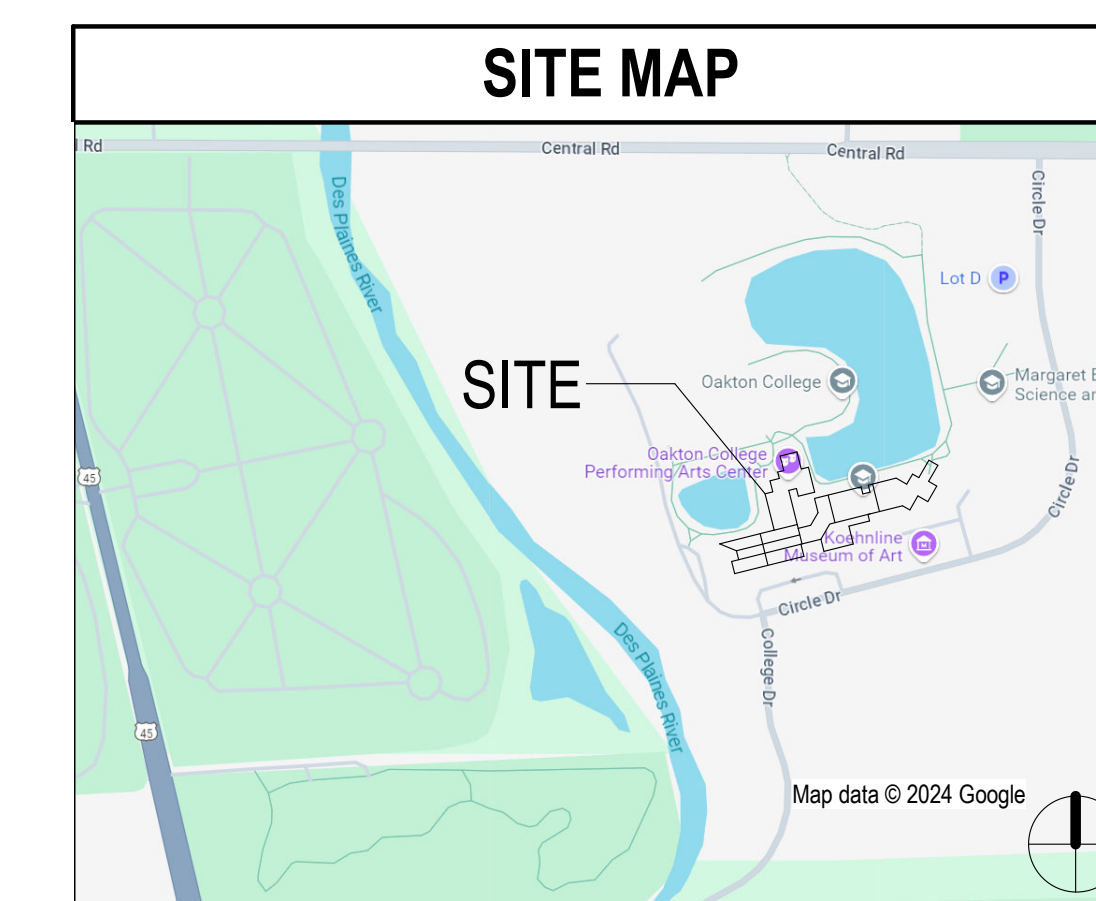 SITE MAP
Rd
Central Rd
Central Rd
Des Plaines River
Circle Dr
Lot D
P
SITE
Oakton College
Margaret
Science
Oakton College
Performing Arts Center
45
Circle Dr
Koehnline
Museum of Art
Circle Dr
Des Plaines River
College Dr
45
Map data © 2024 Google